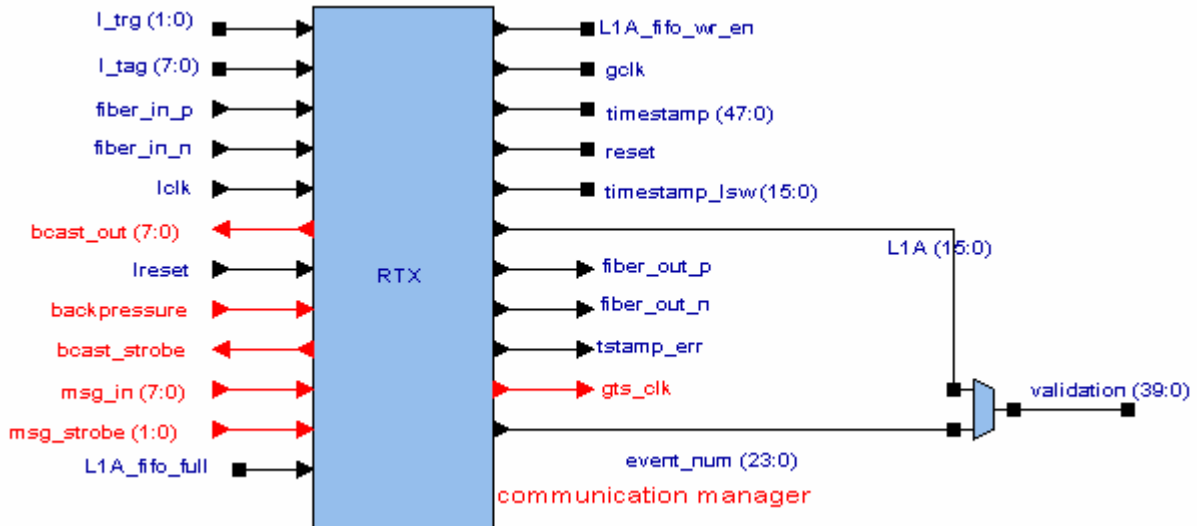 l_trg (1:0)
L1A_fifo_wr_en
l_tag (7:0)
gclk
fiber_in_p
timestamp (47:0)
fiber_in_n
reset
lclk
timestamp_lsw(15:0)
bcast_out (7:0)
L1A (15:0)
lreset
RTX
fiber_out_p
backpressure
fiber_out_n
bcast_strobe
tstamp_err
msg_in (7:0)
gts_clk
validation (39:0)
msg_strobe (1:0)
L1A_fifo_full
event_num (23:0)
communication manager